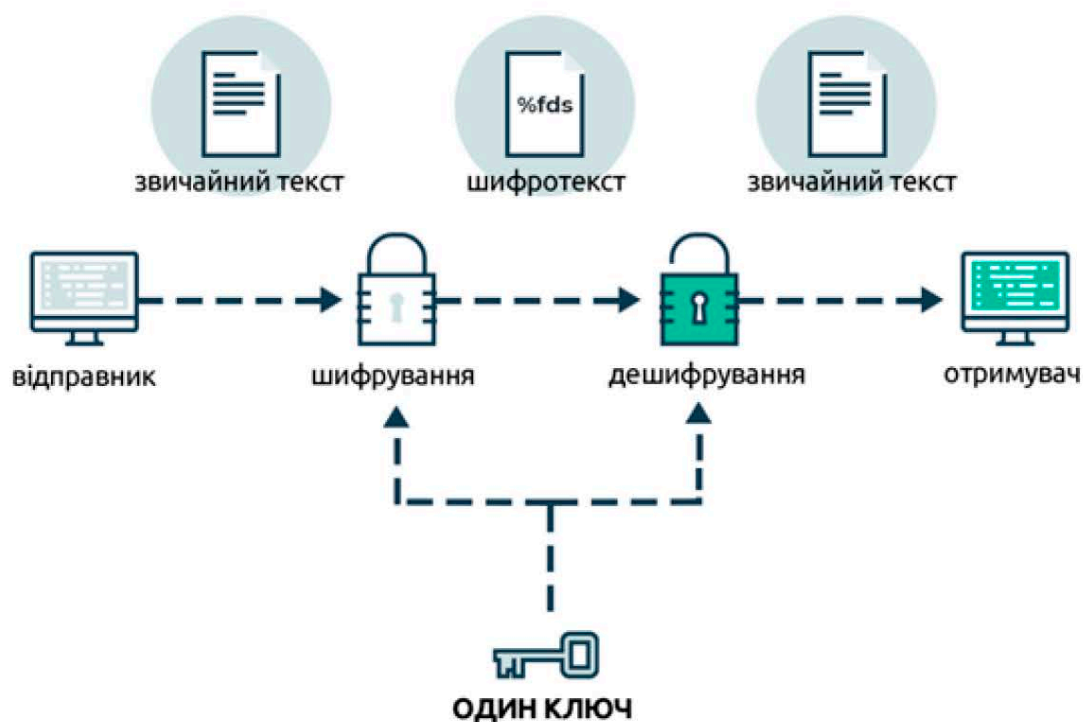 %fds
звичайний текст
шифротекст
звичайний текст
відправник
шифрування
дешифрування
отримувач
ОДИН КЛЮЧ